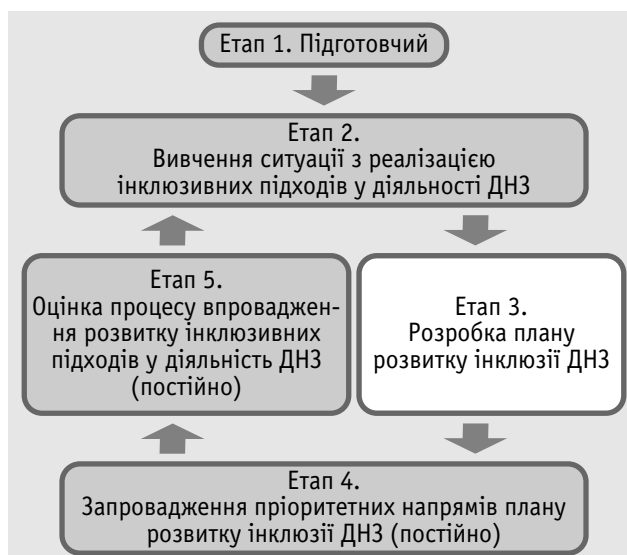 Етап 1. Підготовчий
Етап 2.
Вивчення ситуації з реалізацією
інклюзивних підходів у діяльності ДНЗ
Етап 5.
Оцінка процесу впроваджен-
ня розвитку інклюзивних
підходів у діяльність ДНЗ
(постійно)
Етап 3.
Розробка плану
розвитку інклюзії ДНЗ
Етап 4.
Запровадження пріоритетних напрямів плану
розвитку інклюзії ДНЗ (постійно)